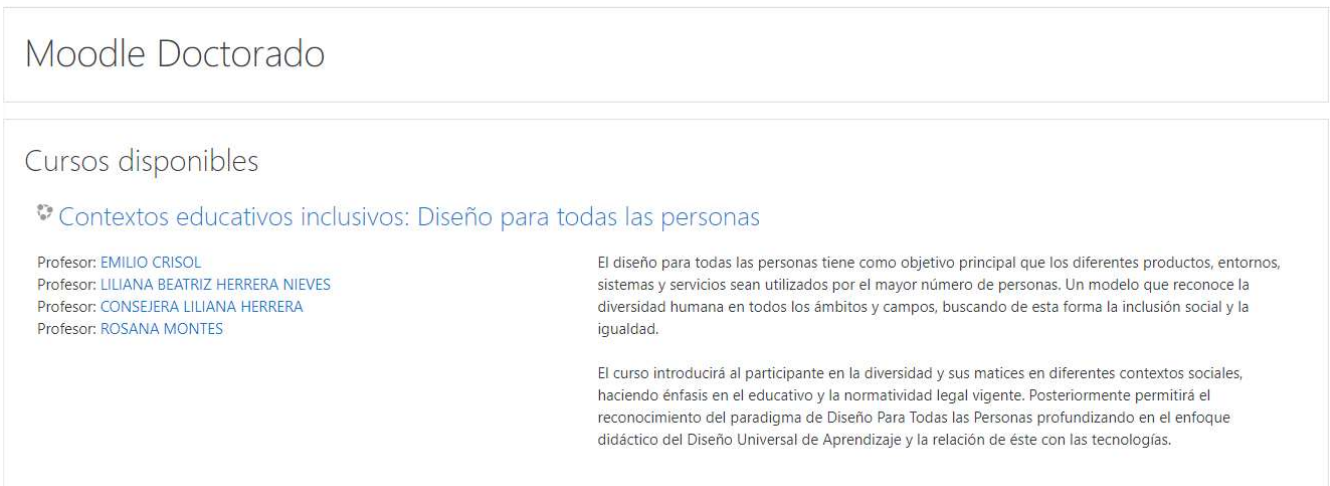 Moodle Doctorado
Cursos disponibles
Contextos educativos inclusivos: Diseño para todas las personas
Profesor: EMILIO CRISOL
Profesor: LILIANA BEATRIZ HERRERA NIEVES
Profesor: CONSEJERA LILIANA HERRERA
Profesor: ROSANA MONTES
El diseño para todas las personas tiene como objetivo principal que los diferentes productos, entornos,
sistemas y servicios sean utilizados por el mayor número de personas. Un modelo que reconoce la
diversidad humana en todos los ámbitos y campos, buscando de esta forma la inclusión social y la
igualdad.
El curso introducirá al participante en la diversidad y sus matices en diferentes contextos sociales,
haciendo énfasis en el educativo y la normatividad legal vigente. Posteriormente permitirá el
reconocimiento del paradigma de Diseño Para Todas las Personas profundizando en el enfoque
didáctico del Diseño Universal de Aprendizaje y la relación de éste con las tecnologías.